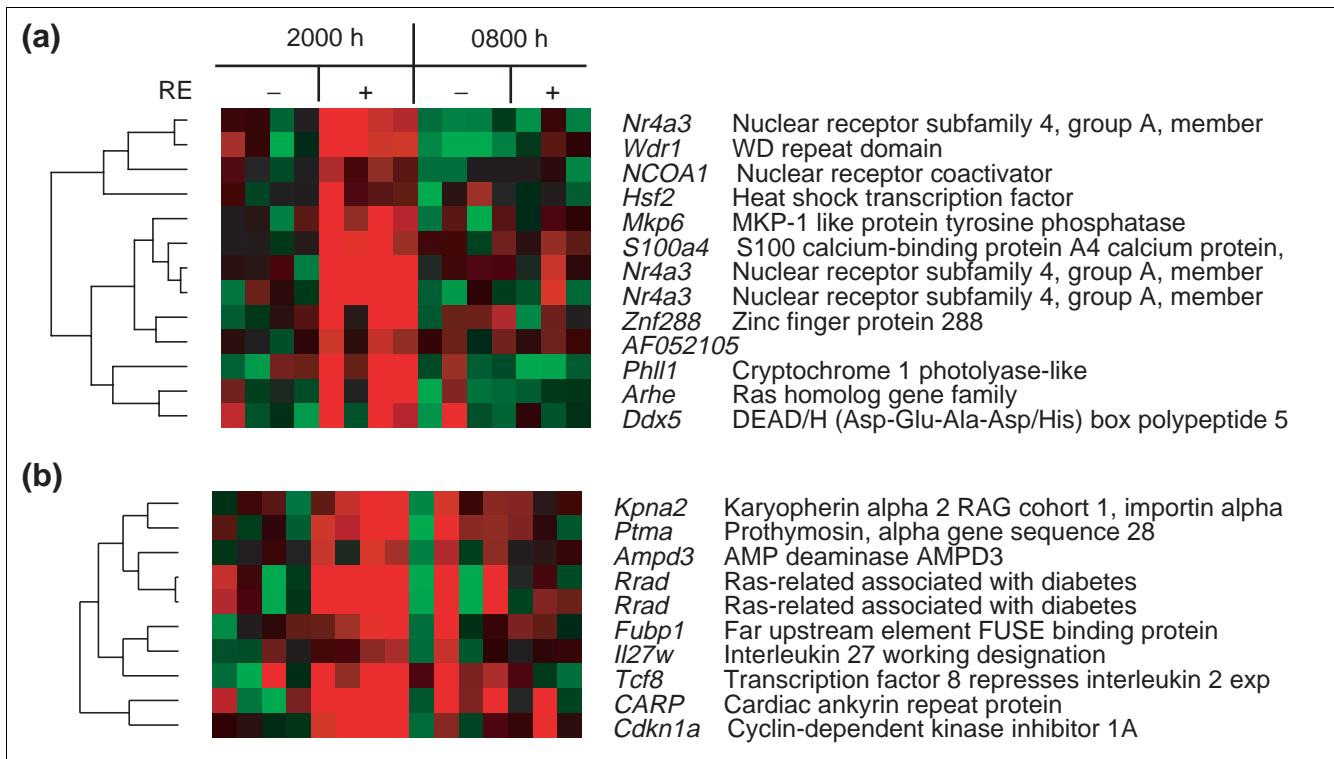 (a)
2000 h 0800 h
RE − + − +
Nr4a3 Nuclear receptor subfamily 4, group A, member
Wdr1 WD repeat domain
NCOA1 Nuclear receptor coactivator
Hsf2 Heat shock transcription factor
Mkp6 MKP-1 like protein tyrosine phosphatase
S100a4 S100 calcium-binding protein A4 calcium protein,
Nr4a3 Nuclear receptor subfamily 4, group A, member
Nr4a3 Nuclear receptor subfamily 4, group A, member
Znf288 Zinc finger protein 288
AF052105
Phll1 Cryptochrome 1 photolyase-like
Arhe Ras homolog gene family
Ddx5 DEAD/H (Asp-Glu-Ala-Asp/His) box polypeptide 5
(b)
Kpna2 Karyopherin alpha 2 RAG cohort 1, importin alpha
Ptma Prothymosin, alpha gene sequence 28
Ampd3 AMP deaminase AMPD3
Rrad Ras-related associated with diabetes
Rrad Ras-related associated with diabetes
Fubp1 Far upstream element FUSE binding protein
Il27w Interleukin 27 working designation
Tcf8 Transcription factor 8 represses interleukin 2 exp
CARP Cardiac ankyrin repeat protein
Cdkn1a Cyclin-dependent kinase inhibitor 1A